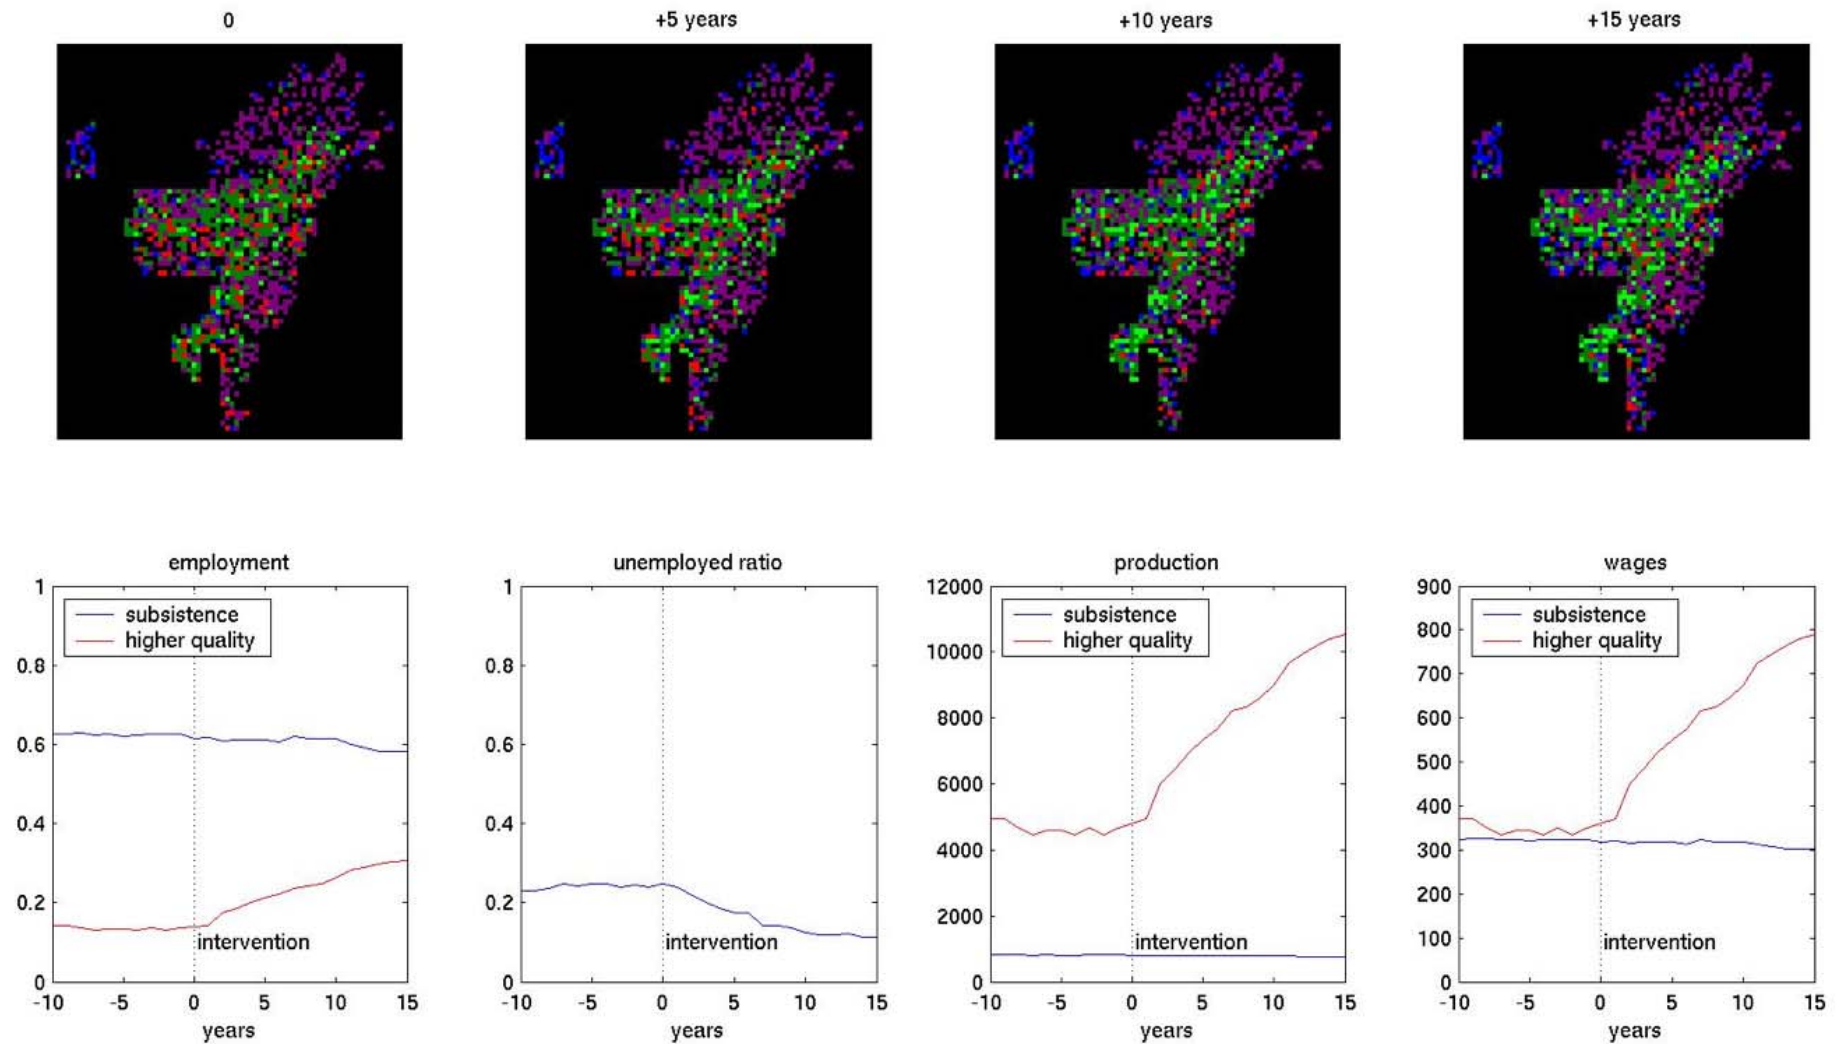 0
+5 years
+10 years
+15 years
employment
1
0.8
0.6
0.4
0.2
0
subsistence
higher quality
intervention
-10 -5 0 5 10 15
years
unemployed ratio
1
0.8
0.6
0.4
0.2
0
intervention
-10 -5 0 5 10 15
years
production
12000
10000
8000
6000
4000
2000
0
subsistence
higher quality
intervention
-10 -5 0 5 10 15
years
wages
900
800
700
600
500
400
300
200
100
0
subsistence
higher quality
intervention
-10 -5 0 5 10 15
years